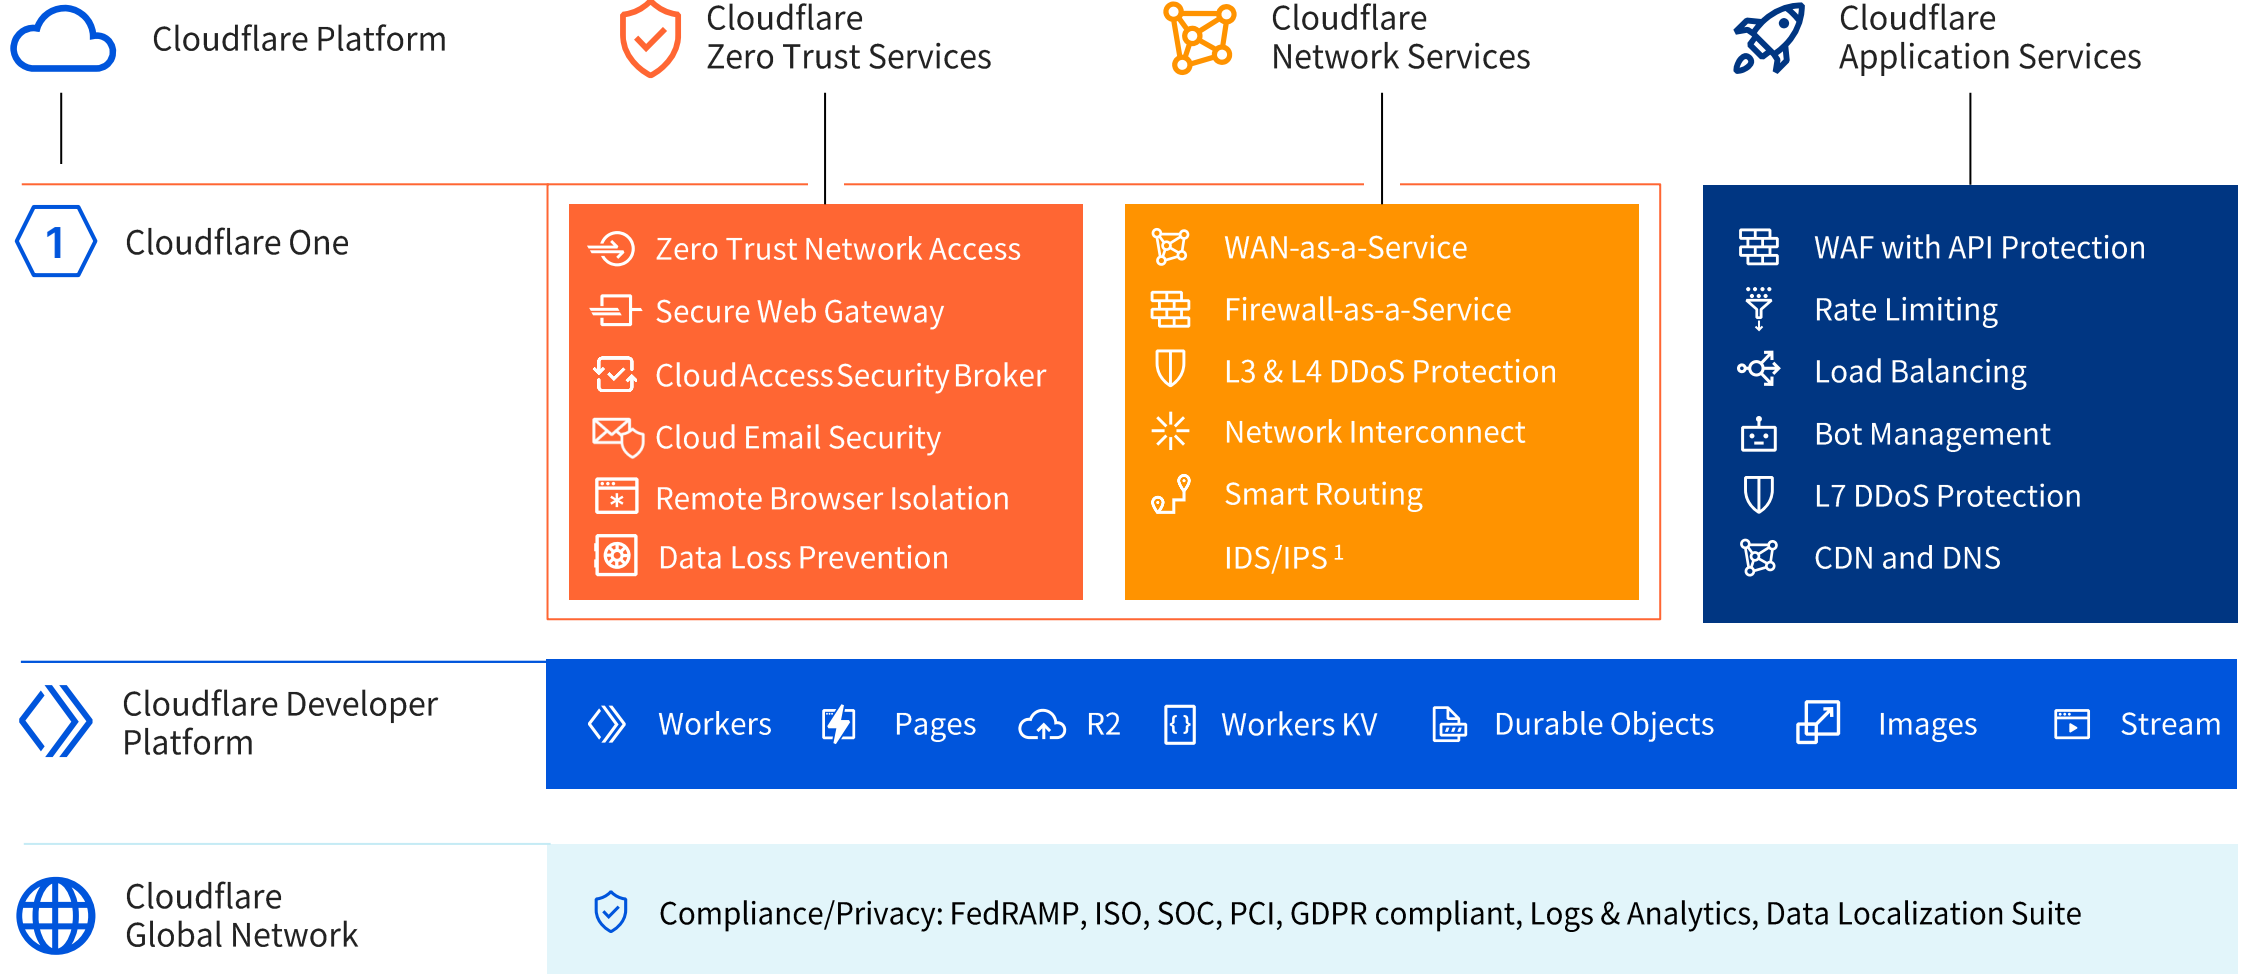 Cloudflare Platform
Cloudflare
Zero Trust Services
Cloudflare
Network Services
Cloudflare
Application Services
1
Cloudflare One
Zero Trust Network Access
Secure Web Gateway
Cloud Access Security Broker
Cloud Email Security
Remote Browser Isolation
Data Loss Prevention
WAN-as-a-Service
Firewall-as-a-Service
L3 & L4 DDoS Protection
Network Interconnect
Smart Routing
IDS/IPS ¹
WAF with API Protection
Rate Limiting
Load Balancing
Bot Management
L7 DDoS Protection
CDN and DNS
Cloudflare Developer
Platform
Workers
Pages
R2
Workers KV
Durable Objects
Images
Stream
Cloudflare
Global Network
Compliance/Privacy: FedRAMP, ISO, SOC, PCI, GDPR compliant, Logs & Analytics, Data Localization Suite